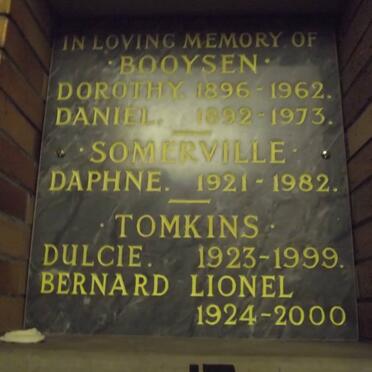 IN LOVING MEMORY OF
· BOOYSEN ·
DOROTHY. 1896 - 1962.
DANIEL. 1892 - 1973.
· SOMERVILLE ·
DAPHNE. 1921 - 1982.
· TOMKINS ·
DULCIE. 1923 - 1999.
BERNARD LIONEL
1924 - 2000